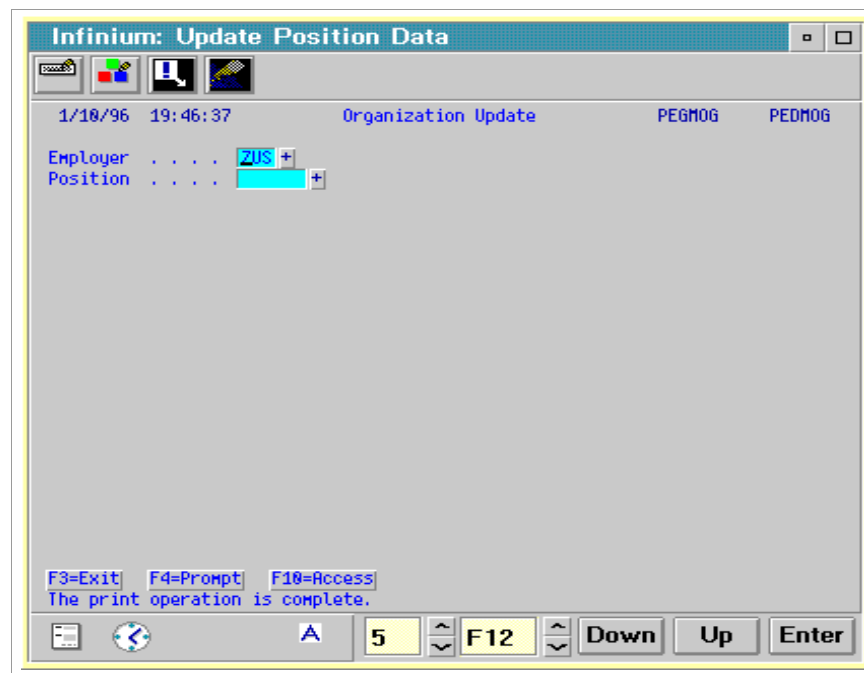 Infinium: Update Position Data
1/10/96 19:46:37 Organization Update PEGMOG PEDMOG
Employer . . . . ZUS +
Position . . . . +
F3=Exit F4=Prompt F10=Access
The print operation is complete.
A 5 F12 Down Up Enter